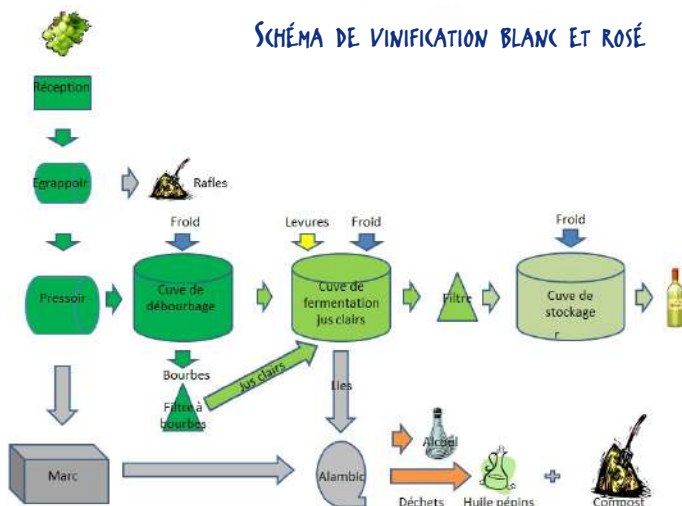 SCHÉMA DE VINIFICATION BLANC ET ROSÉ
Réception
Egrappoir
Rafles
Froid
Levures
Froid
Froid
Pressoir
Cuve de
débourbage
Cuve de
fermentation
jus clairs
Filtre
Cuve de
stockage
r
Bourbes
Jus clairs
Lies
Filtre à
bourbes
Marc
Alambic
Alcool
Déchets
Huile pépins
Compost